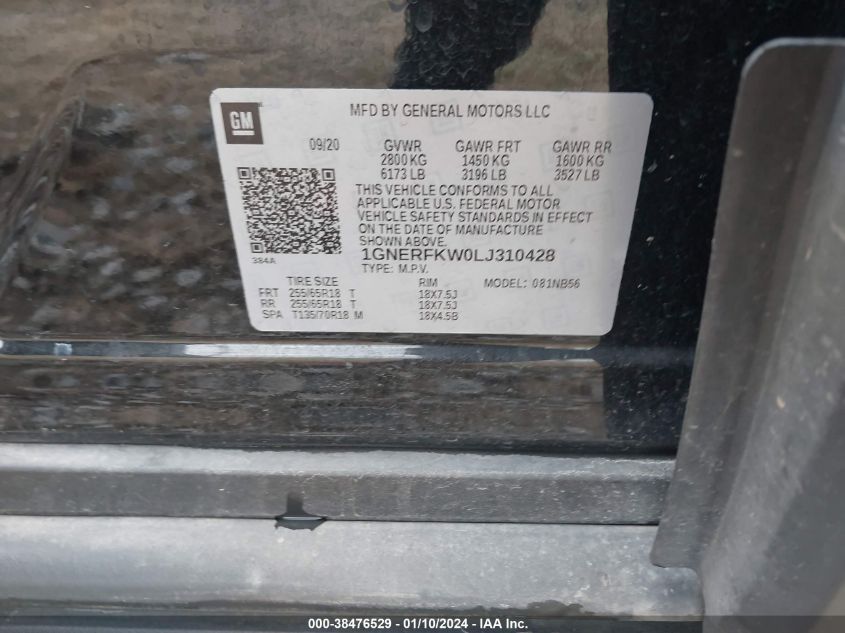 GM
MFD BY GENERAL MOTORS LLC
09/20 GVWR GAWR FRT GAWR RR
2800 KG 1450 KG 1600 KG
6173 LB 3196 LB 3527 LB
THIS VEHICLE CONFORMS TO ALL
APPLICABLE U.S. FEDERAL MOTOR
VEHICLE SAFETY STANDARDS IN EFFECT
ON THE DATE OF MANUFACTURE
SHOWN ABOVE.
384A
1GNERFKW0LJ310428
TYPE: M.P.V. MODEL: 081NB56
TIRE SIZE RIM
FRT 255/65R18 T 18X7.5J
RR 255/65R18 T 18X7.5J
SPA T135/70R18 M 18X4.5B
000-38476529 - 01/10/2024 - IAA Inc.